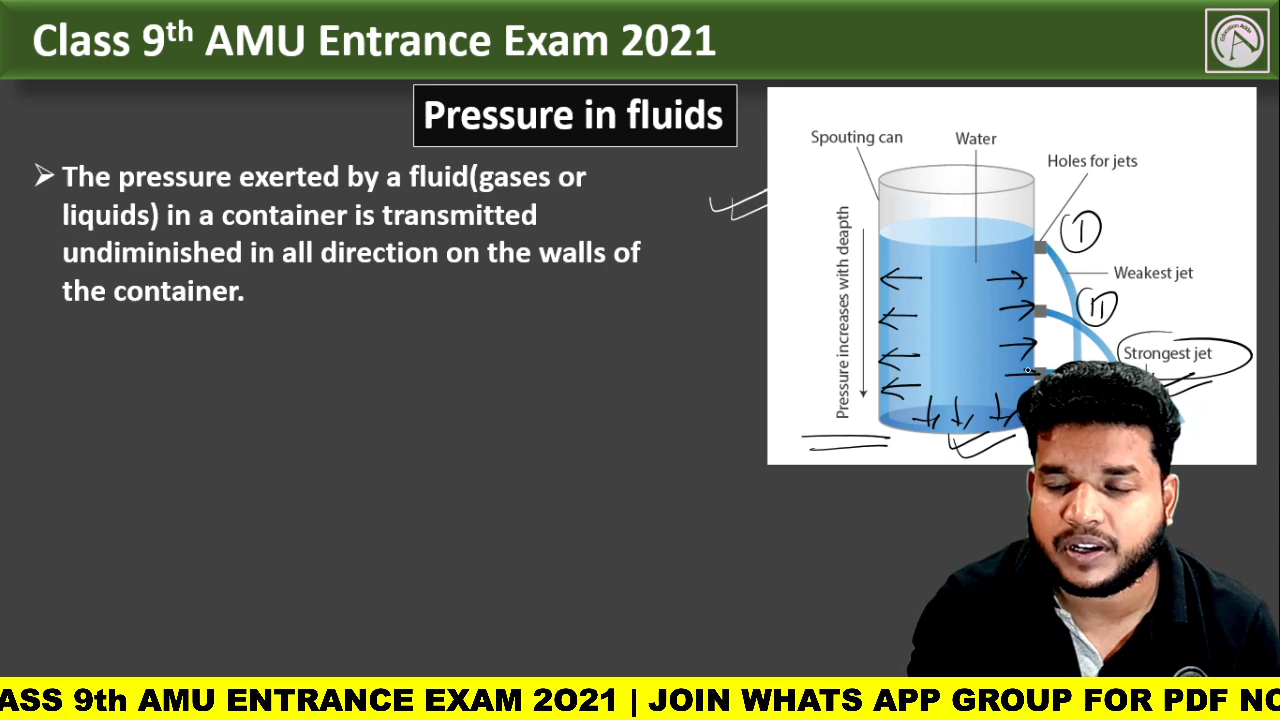 Class 9th AMU Entrance Exam 2021
Pressure in fluids
➢ The pressure exerted by a fluid(gases or
liquids) in a container is transmitted
undiminished in all direction on the walls of
the container.
Spouting can
Water
Holes for jets
Pressure increases with deapth
I
Weakest jet
II
Strongest jet
ASS 9th AMU ENTRANCE EXAM 2021 | JOIN WHATS APP GROUP FOR PDF NO